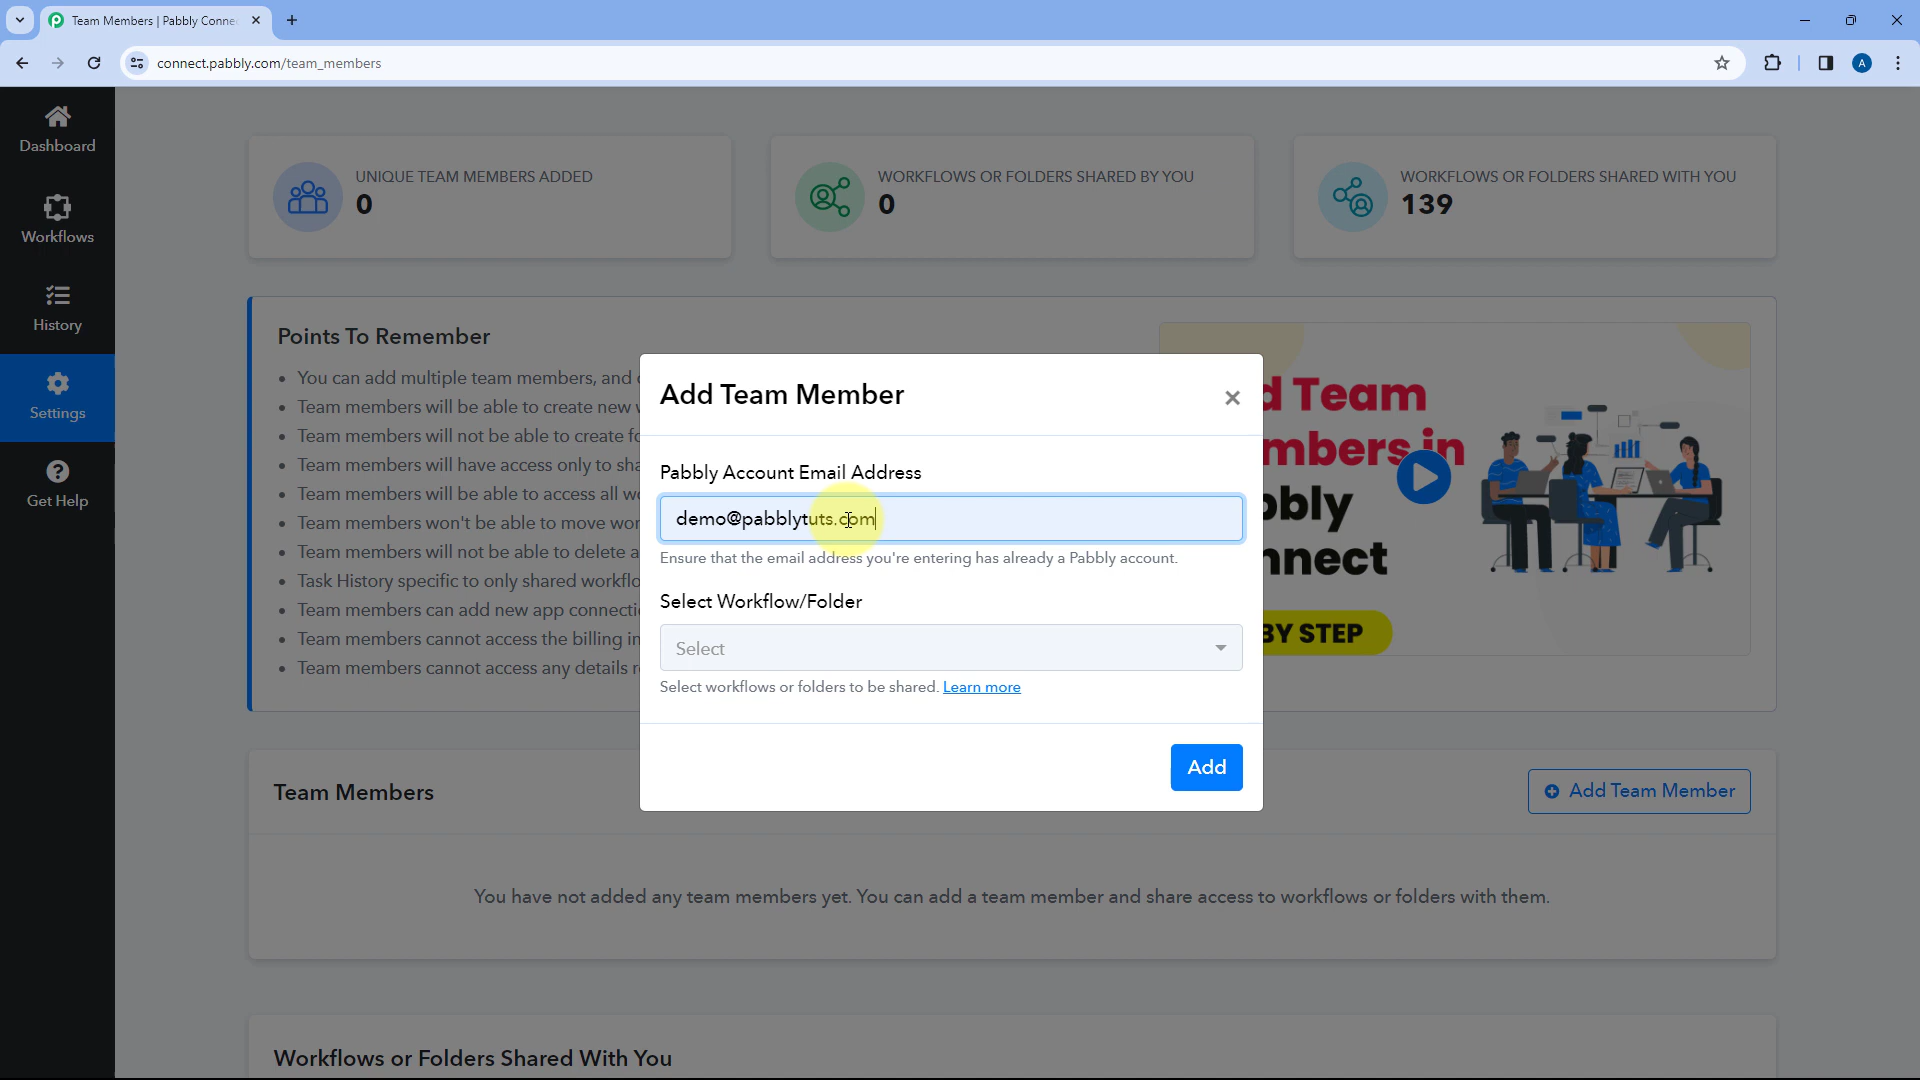 Team Members | Pabbly Conne
connect.pabbly.com/team_members
A
Dashboard
Workflows
History
Settings
Get Help
UNIQUE TEAM MEMBERS ADDED
0
WORKFLOWS OR FOLDERS SHARED BY YOU
0
WORKFLOWS OR FOLDERS SHARED WITH YOU
139
Points To Remember
You can add multiple team members, and
Team members will be able to create new
Team members will not be able to create
Team members will have access only to
Team members will be able to access all
Team members won't be able to move
Team members will not be able to delete a
Task History specific to only shared
Team members can add new app
Team members cannot access the billing
Team members cannot access any details
d Team
mbers in
bbly
nnect
BY STEP
Add Team Member
Pabbly Account Email Address
demo@pabblytuts.com
Ensure that the email address you're entering has already a Pabbly account.
Select Workflow/Folder
Select
Select workflows or folders to be shared. Learn more
Add
Team Members
Add Team Member
You have not added any team members yet. You can add a team member and share access to workflows or folders with them.
Workflows or Folders Shared With You